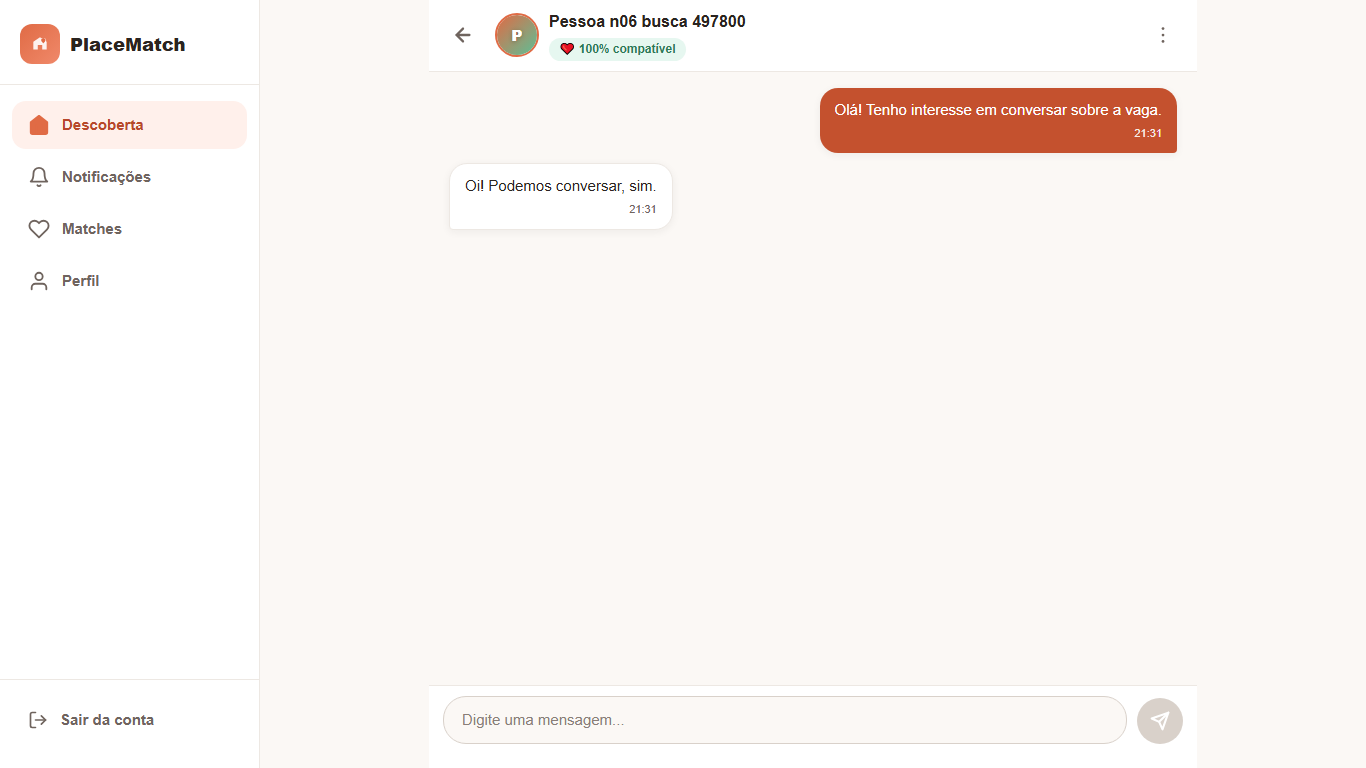 PlaceMatch
Descoberta
Notificações
Matches
Perfil
Sair da conta
P
Pessoa n06 busca 497800
100% compatível
Olá! Tenho interesse em conversar sobre a vaga.
21:31
Oi! Podemos conversar, sim.
21:31
Digite uma mensagem...